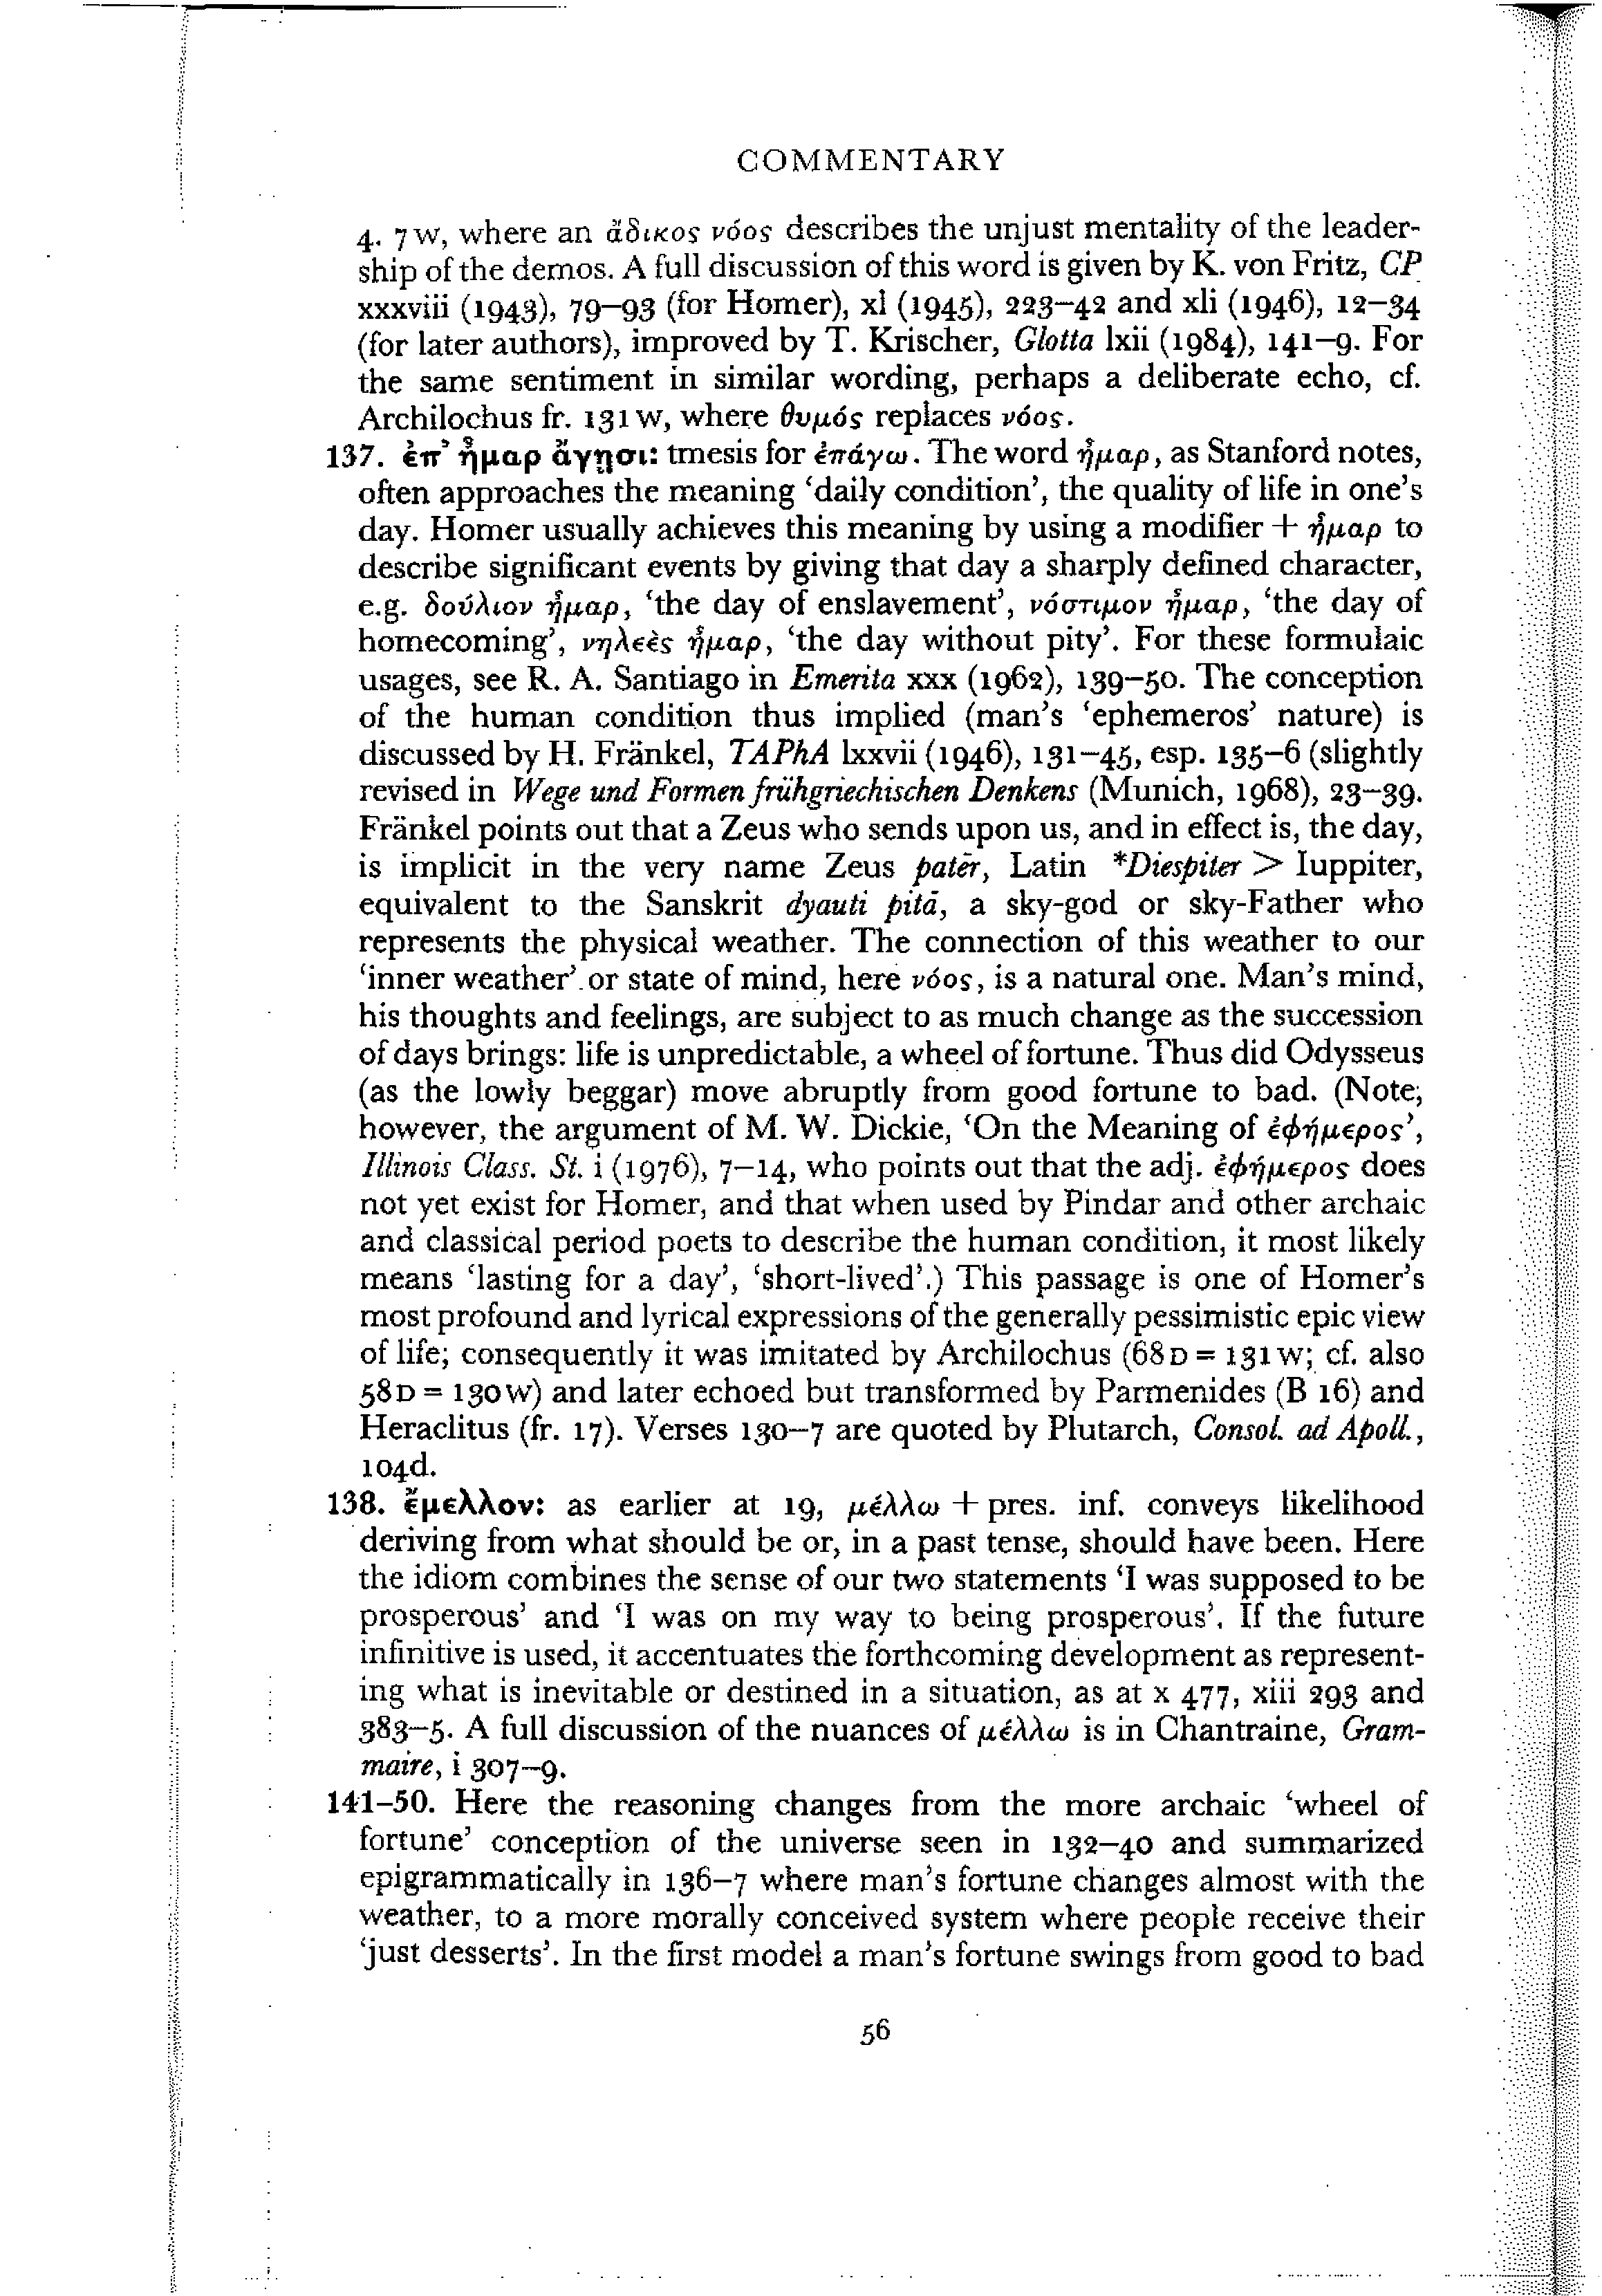 COMMENTARY
4. 7W, where an ἄδικος νόος describes the unjust mentality of the leader-
ship of the demos. A full discussion of this word is given by K. von Fritz, CP
xxxviii (1943), 79–93 (for Homer), xl (1945), 223–42 and xli (1946), 12–34
(for later authors), improved by T. Krischer, Glotta lxii (1984), 141–9. For
the same sentiment in similar wording, perhaps a deliberate echo, cf.
Archilochus fr. 131W, where θυμός replaces νόος.
137. ἐπ' ἦμαρ ἄγῃσι: tmesis for ἐπάγω. The word ἦμαρ, as Stanford notes,
often approaches the meaning 'daily condition', the quality of life in one's
day. Homer usually achieves this meaning by using a modifier + ἦμαρ to
describe significant events by giving that day a sharply defined character,
e.g. δούλιον ἦμαρ, 'the day of enslavement', νόστιμον ἦμαρ, 'the day of
homecoming', νηλεὲς ἦμαρ, 'the day without pity'. For these formulaic
usages, see R. A. Santiago in Emerita xxx (1962), 139–50. The conception
of the human condition thus implied (man's 'ephemeros' nature) is
discussed by H. Fränkel, TAPhA lxxvii (1946), 131–45, esp. 135–6 (slightly
revised in Wege und Formen frühgriechischen Denkens (Munich, 1968), 23–39.
Fränkel points out that a Zeus who sends upon us, and in effect is, the day,
is implicit in the very name Zeus patēr, Latin *Diespiter > Iuppiter,
equivalent to the Sanskrit dyauti pitā, a sky-god or sky-Father who
represents the physical weather. The connection of this weather to our
'inner weather' or state of mind, here νόος, is a natural one. Man's mind,
his thoughts and feelings, are subject to as much change as the succession
of days brings: life is unpredictable, a wheel of fortune. Thus did Odysseus
(as the lowly beggar) move abruptly from good fortune to bad. (Note,
however, the argument of M. W. Dickie, 'On the Meaning of ἐφήμερος',
Illinois Class. St. i (1976), 7–14, who points out that the adj. ἐφήμερος does
not yet exist for Homer, and that when used by Pindar and other archaic
and classical period poets to describe the human condition, it most likely
means 'lasting for a day', 'short-lived'.) This passage is one of Homer's
most profound and lyrical expressions of the generally pessimistic epic view
of life; consequently it was imitated by Archilochus (68D = 131W; cf. also
58D = 130W) and later echoed but transformed by Parmenides (B 16) and
Heraclitus (fr. 17). Verses 130–7 are quoted by Plutarch, Consol. ad Apoll.,
104d.
138. ἔμελλον: as earlier at 19, μέλλω + pres. inf. conveys likelihood
deriving from what should be or, in a past tense, should have been. Here
the idiom combines the sense of our two statements 'I was supposed to be
prosperous' and 'I was on my way to being prosperous'. If the future
infinitive is used, it accentuates the forthcoming development as represent-
ing what is inevitable or destined in a situation, as at x 477, xiii 293 and
383–5. A full discussion of the nuances of μέλλω is in Chantraine, Gram-
maire, i 307–9.
141–50. Here the reasoning changes from the more archaic 'wheel of
fortune' conception of the universe seen in 132–40 and summarized
epigrammatically in 136–7 where man's fortune changes almost with the
weather, to a more morally conceived system where people receive their
'just desserts'. In the first model a man's fortune swings from good to bad
56